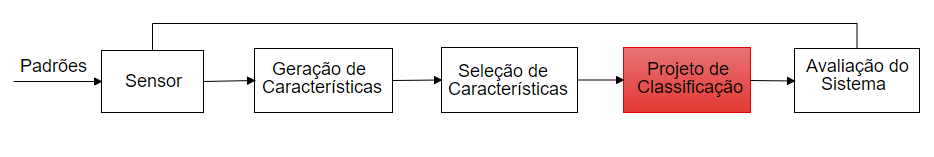 Padrões
Sensor
Geração de
Características
Seleção de
Características
Projeto de
Classificação
Avaliação do
Sistema